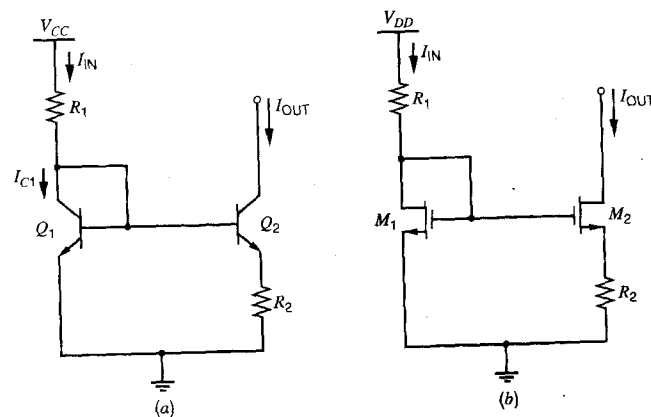 V_CC
I_IN
R_1
I_OUT
I_C1
Q_1
Q_2
R_2
(a)
V_DD
I_IN
R_1
I_OUT
M_1
M_2
R_2
(b)